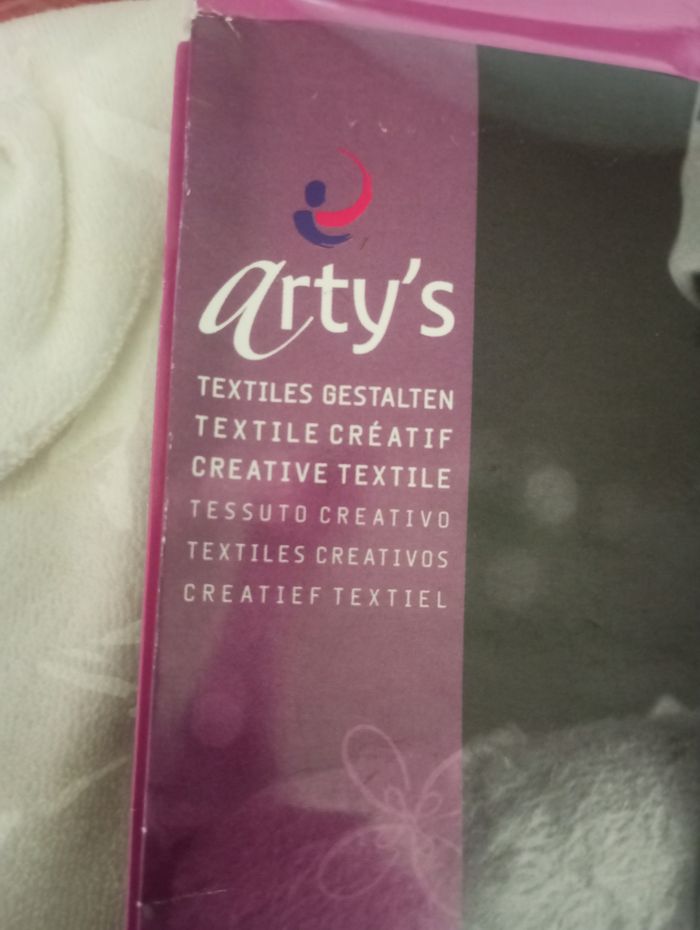 arty's
TEXTILES GESTALTEN
TEXTILE CRÉATIF
CREATIVE TEXTILE
TESSUTO CREATIVO
TEXTILES CREATIVOS
CREATIEF TEXTIEL